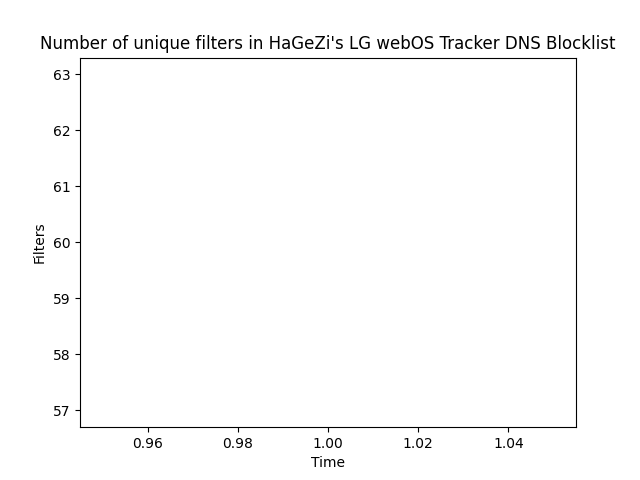 Number of unique filters in HaGeZi's LG webOS Tracker DNS Blocklist
63
62
61
60
59
58
57
Filters
0.96 0.98 1.00 1.02 1.04
Time